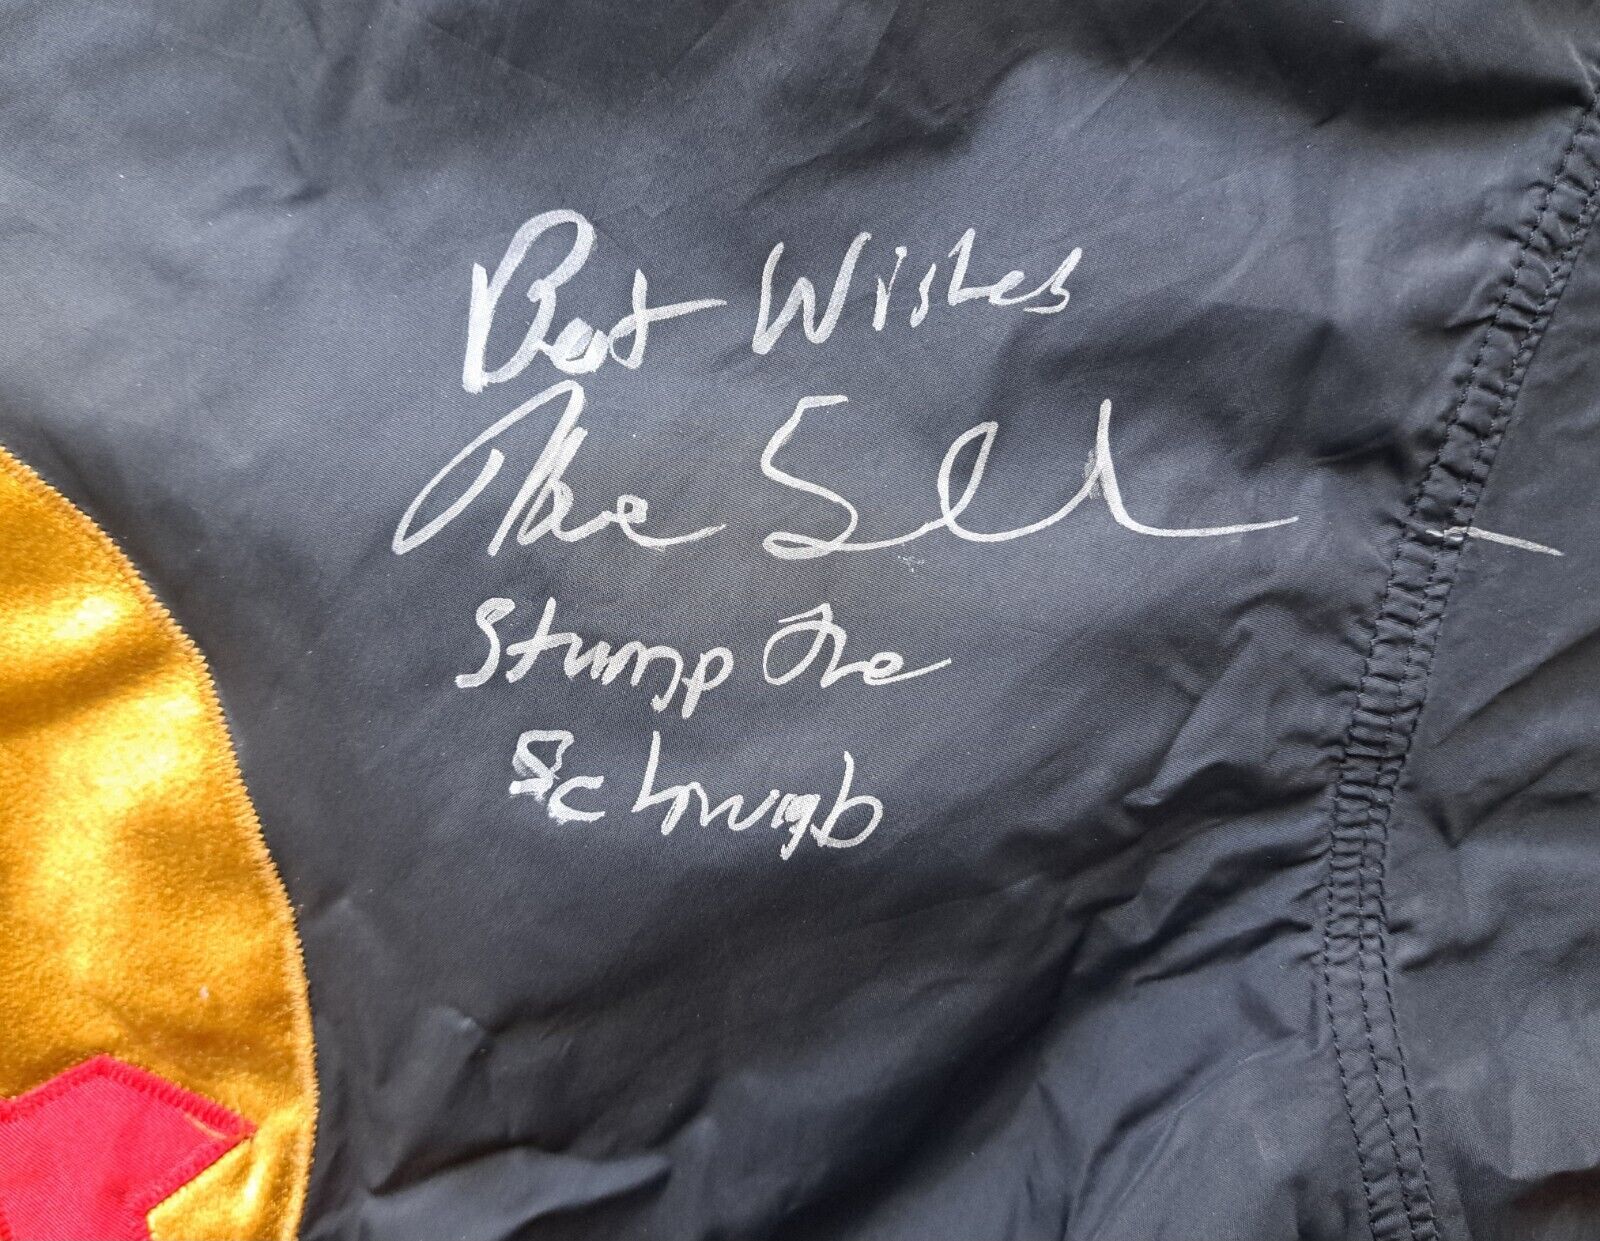 Best Wishes
Stump the
Schwab